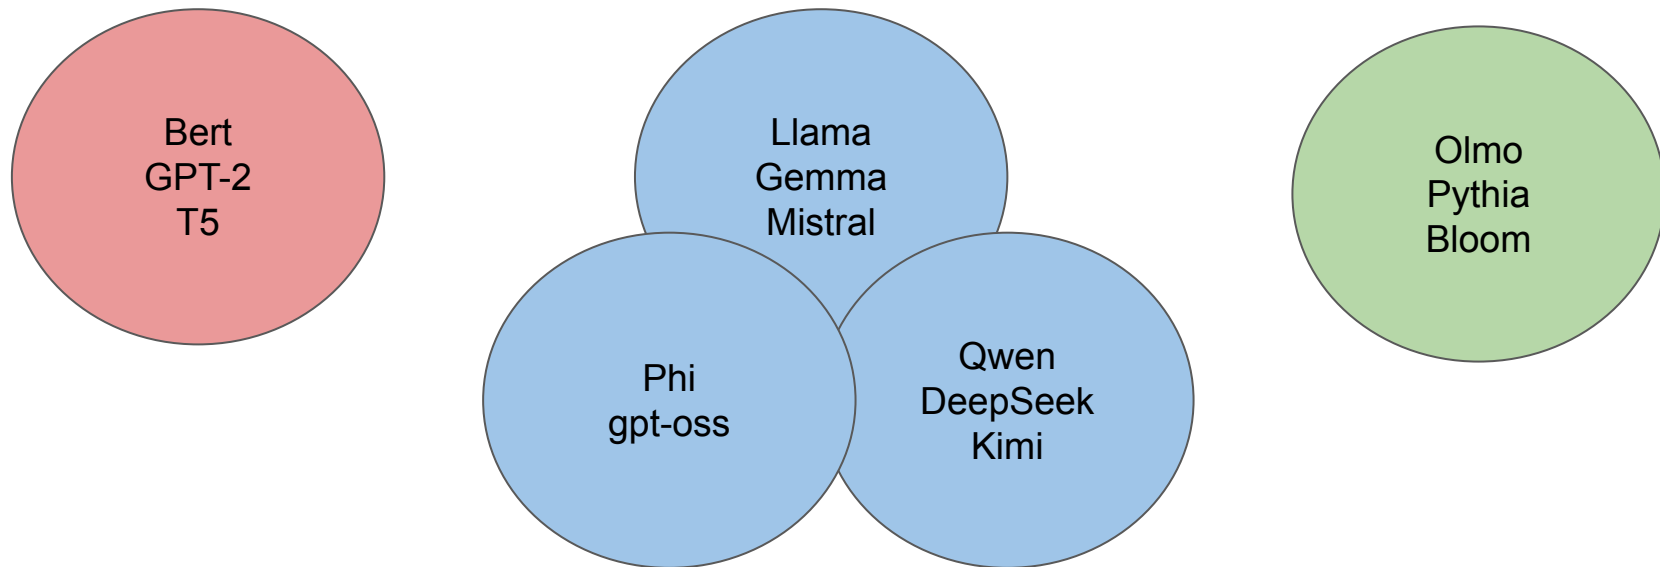 Bert
GPT-2
T5
Llama
Gemma
Mistral
Olmo
Pythia
Bloom
Phi
gpt-oss
Qwen
DeepSeek
Kimi